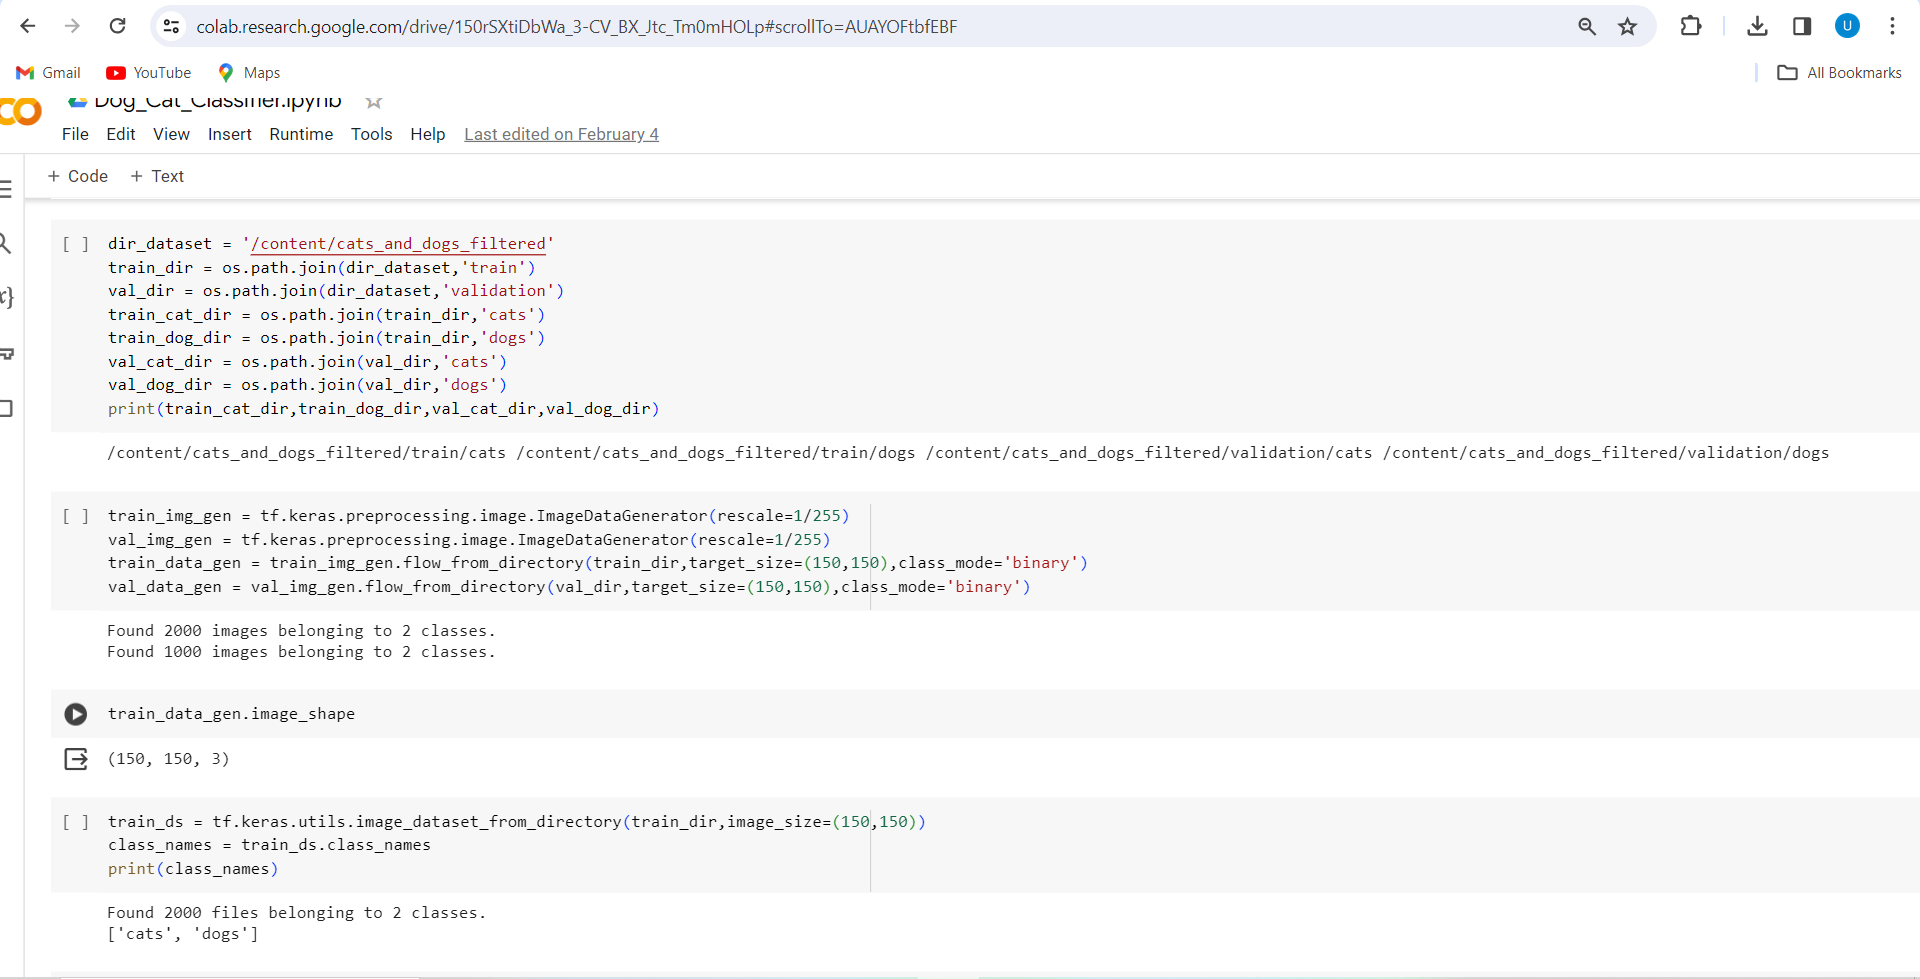 colab.research.google.com/drive/150rSXtiDbWa_3-CV_BX_Jtc_Tm0mHOLp#scrollTo=AUAYOFtbfEBF
U
Gmail YouTube Maps All Bookmarks
CO Dog_Cat_Classifier.ipynb
File Edit View Insert Runtime Tools Help Last edited on February 4
+ Code + Text
[ ] dir_dataset = '/content/cats_and_dogs_filtered'
train_dir = os.path.join(dir_dataset,'train')
val_dir = os.path.join(dir_dataset,'validation')
train_cat_dir = os.path.join(train_dir,'cats')
train_dog_dir = os.path.join(train_dir,'dogs')
val_cat_dir = os.path.join(val_dir,'cats')
val_dog_dir = os.path.join(val_dir,'dogs')
print(train_cat_dir,train_dog_dir,val_cat_dir,val_dog_dir)
/content/cats_and_dogs_filtered/train/cats /content/cats_and_dogs_filtered/train/dogs /content/cats_and_dogs_filtered/validation/cats /content/cats_and_dogs_filtered/validation/dogs
[ ] train_img_gen = tf.keras.preprocessing.image.ImageDataGenerator(rescale=1/255)
val_img_gen = tf.keras.preprocessing.image.ImageDataGenerator(rescale=1/255)
train_data_gen = train_img_gen.flow_from_directory(train_dir,target_size=(150,150),class_mode='binary')
val_data_gen = val_img_gen.flow_from_directory(val_dir,target_size=(150,150),class_mode='binary')
Found 2000 images belonging to 2 classes.
Found 1000 images belonging to 2 classes.
train_data_gen.image_shape
(150, 150, 3)
[ ] train_ds = tf.keras.utils.image_dataset_from_directory(train_dir,image_size=(150,150))
class_names = train_ds.class_names
print(class_names)
Found 2000 files belonging to 2 classes.
['cats', 'dogs']